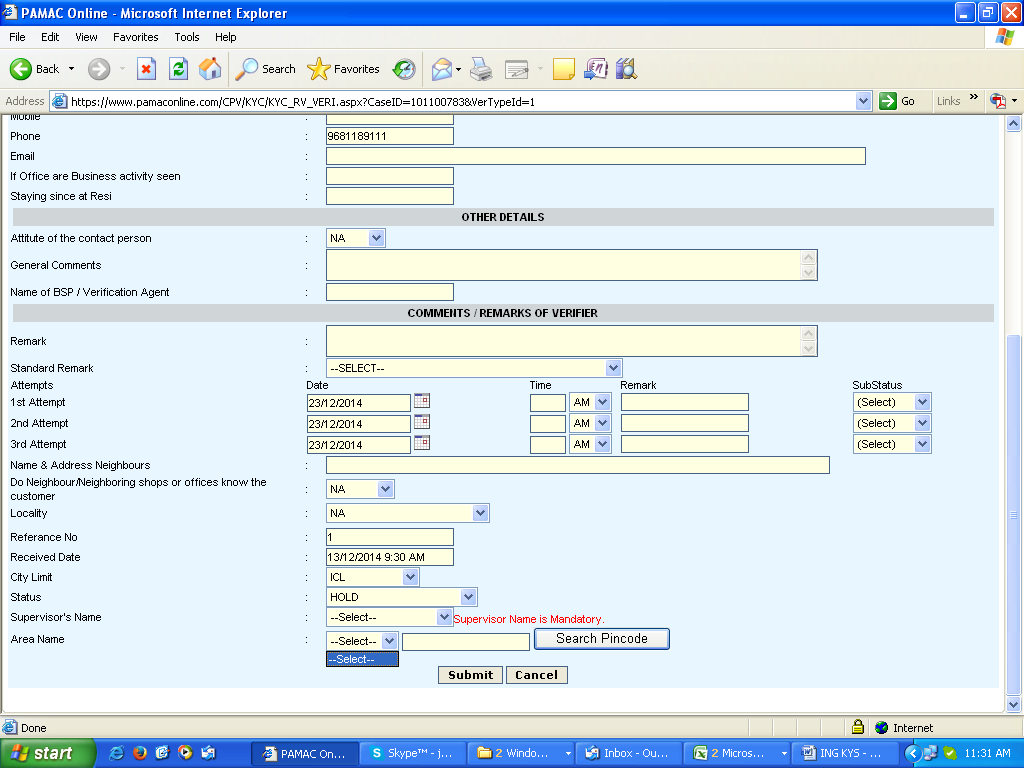 PAMAC Online - Microsoft Internet Explorer
File Edit View Favorites Tools Help
Back Search Favorites
Address https://www.pamaconline.com/CPV/KYC/KYC_RV_VERI.aspx?CaseID=101100783&VerTypeId=1 Go Links »
Mobile :
Phone : 9681189111
Email :
If Office are Business activity seen :
Staying since at Resi :
OTHER DETAILS
Attitute of the contact person : NA
General Comments :
Name of BSP / Verification Agent :
COMMENTS / REMARKS OF VERIFIER
Remark :
Standard Remark : --SELECT--
Attempts Date Time Remark SubStatus
1st Attempt 23/12/2014 AM (Select)
2nd Attempt 23/12/2014 AM (Select)
3rd Attempt 23/12/2014 AM (Select)
Name & Address Neighbours :
Do Neighbour/Neighboring shops or offices know the
customer : NA
Locality : NA
Referance No : 1
Received Date : 13/12/2014 9:30 AM
City Limit : ICL
Status : HOLD
Supervisor's Name : --Select-- Supervisor Name is Mandatory.
Area Name : --Select-- Search Pincode
--Select--
Submit Cancel
Done Internet
start PAMAC On... Skype™ - j... 2 Windo... Inbox - Ou... 2 Micros... ING KYS - ... 11:31 AM